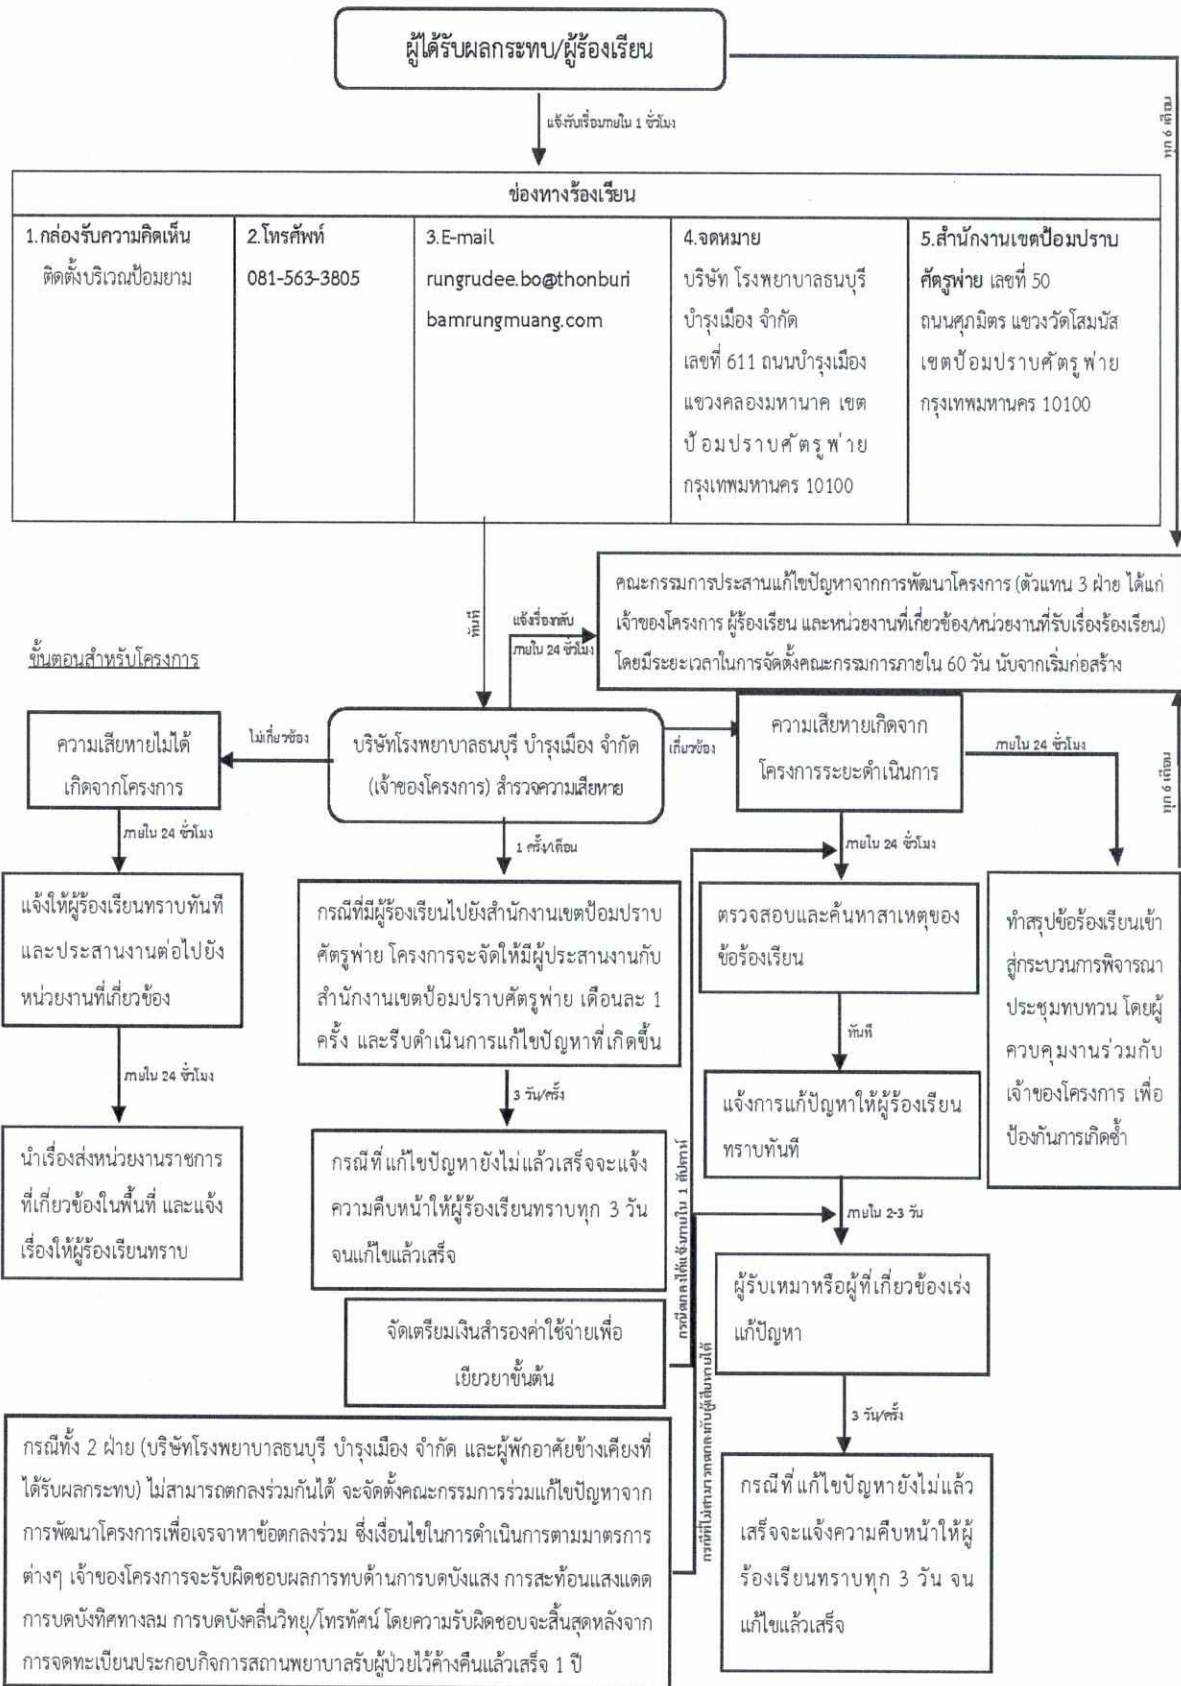 ผู้ได้รับผลกระทบ/ผู้ร้องเรียน
แจ้งรับเรื่องภายใน 1 ชั่วโมง
ทุก 6 เดือน
ช่องทางร้องเรียน
1.กล่องรับความคิดเห็น
ติดตั้งบริเวณป้อมยาม
2.โทรศัพท์
081-563-3805
3.E-mail
rungrudee.bo@thonburi
bamrungmuang.com
4.จดหมาย
บริษัท โรงพยาบาลธนบุรี
บำรุงเมือง จำกัด
เลขที่ 611 ถนนบำรุงเมือง
แขวงคลองมหานาค เขต
ป้อมปราบศัตรูพ่าย
กรุงเทพมหานคร 10100
5.สำนักงานเขตป้อมปราบ
ศัตรูพ่าย เลขที่ 50
ถนนศุภมิตร แขวงวัดโสมนัส
เขตป้อมปราบศัตรูพ่าย
กรุงเทพมหานคร 10100
ทันที
แจ้งเรื่องกลับ
ภายใน 24 ชั่วโมง
คณะกรรมการประสานแก้ไขปัญหาจากการพัฒนาโครงการ (ตัวแทน 3 ฝ่าย ได้แก่
เจ้าของโครงการ ผู้ร้องเรียน และหน่วยงานที่เกี่ยวข้อง/หน่วยงานที่รับเรื่องร้องเรียน)
โดยมีระยะเวลาในการจัดตั้งคณะกรรมการภายใน 60 วัน นับจากเริ่มก่อสร้าง
ขั้นตอนสำหรับโครงการ
ความเสียหายไม่ได้
เกิดจากโครงการ
ไม่เกี่ยวข้อง
บริษัทโรงพยาบาลธนบุรี บำรุงเมือง จำกัด
(เจ้าของโครงการ) สำรวจความเสียหาย
เกี่ยวข้อง
ความเสียหายเกิดจาก
โครงการระยะดำเนินการ
ภายใน 24 ชั่วโมง
ทุก 6 เดือน
ภายใน 24 ชั่วโมง
1 ครั้ง/เดือน
ภายใน 24 ชั่วโมง
แจ้งให้ผู้ร้องเรียนทราบทันที
และประสานงานต่อไปยัง
หน่วยงานที่เกี่ยวข้อง
กรณีที่มีผู้ร้องเรียนไปยังสำนักงานเขตป้อมปราบ
ศัตรูพ่าย โครงการจะจัดให้มีผู้ประสานงานกับ
สำนักงานเขตป้อมปราบศัตรูพ่าย เดือนละ 1
ครั้ง และรีบดำเนินการแก้ไขปัญหาที่เกิดขึ้น
ตรวจสอบและค้นหาสาเหตุของ
ข้อร้องเรียน
ทำสรุปข้อร้องเรียนเข้า
สู่กระบวนการพิจารณา
ประชุมทบทวน โดยผู้
ควบคุมงานร่วมกับ
เจ้าของโครงการ เพื่อ
ป้องกันการเกิดซ้ำ
ภายใน 24 ชั่วโมง
3 วัน/ครั้ง
ทันที
แจ้งการแก้ปัญหาให้ผู้ร้องเรียน
ทราบทันที
นำเรื่องส่งหน่วยงานราชการ
ที่เกี่ยวข้องในพื้นที่ และแจ้ง
เรื่องให้ผู้ร้องเรียนทราบ
กรณีที่แก้ไขปัญหายังไม่แล้วเสร็จจะแจ้ง
ความคืบหน้าให้ผู้ร้องเรียนทราบทุก 3 วัน
จนแก้ไขแล้วเสร็จ
กรณีตกลงได้แจ้งภายใน 1 สัปดาห์
ภายใน 2-3 วัน
ผู้รับเหมาหรือผู้ที่เกี่ยวข้องเร่ง
แก้ปัญหา
จัดเตรียมเงินสำรองค่าใช้จ่ายเพื่อ
เยียวยาขั้นต้น
กรณีที่ไม่สามารถตกลงกับผู้เสียหายได้
3 วัน/ครั้ง
กรณีทั้ง 2 ฝ่าย (บริษัทโรงพยาบาลธนบุรี บำรุงเมือง จำกัด และผู้พักอาศัยข้างเคียงที่
ได้รับผลกระทบ) ไม่สามารถตกลงร่วมกันได้ จะจัดตั้งคณะกรรมการร่วมแก้ไขปัญหาจาก
การพัฒนาโครงการเพื่อเจรจาหาข้อตกลงร่วม ซึ่งเงื่อนไขในการดำเนินการตามมาตรการ
ต่างๆ เจ้าของโครงการจะรับผิดชอบผลการทบด้านการบดบังแสง การสะท้อนแสงแดด
การบดบังทิศทางลม การบดบังคลื่นวิทยุ/โทรทัศน์ โดยความรับผิดชอบจะสิ้นสุดหลังจาก
การจดทะเบียนประกอบกิจการสถานพยาบาลรับผู้ป่วยไว้ค้างคืนแล้วเสร็จ 1 ปี
กรณีที่แก้ไขปัญหายังไม่แล้ว
เสร็จจะแจ้งความคืบหน้าให้ผู้
ร้องเรียนทราบทุก 3 วัน จน
แก้ไขแล้วเสร็จ